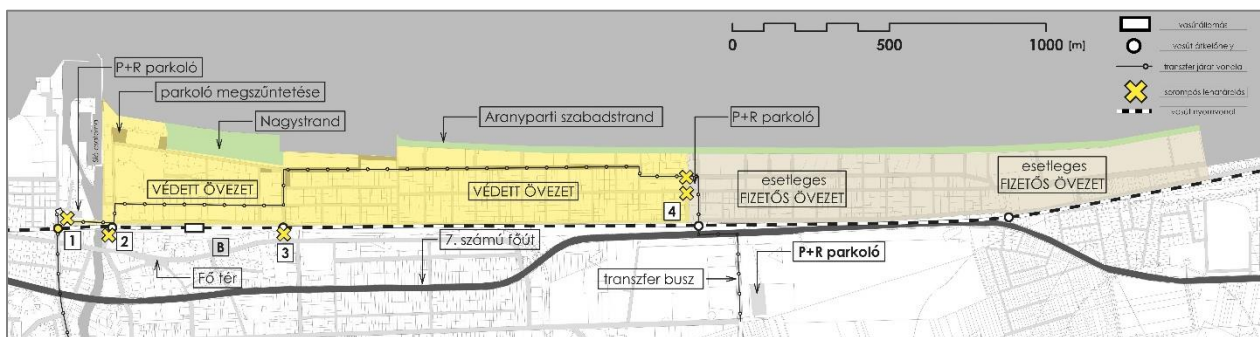 P+R parkoló
parkoló megszűntetése
Nagystrand
Aranyparti szabadstrand
P+R parkoló
0 500 1000 [m]
vasútállomás
vasúti átkelőhely
transzfer járat vonala
sorompós lehatárolás
vasúti nyomvonal
VÉDETT ÖVEZET
VÉDETT ÖVEZET
esetleges
FIZETŐS ÖVEZET
esetleges
FIZETŐS ÖVEZET
1
2
B
3
4
Fő tér
7. számú főút
transzfer busz
P+R parkoló